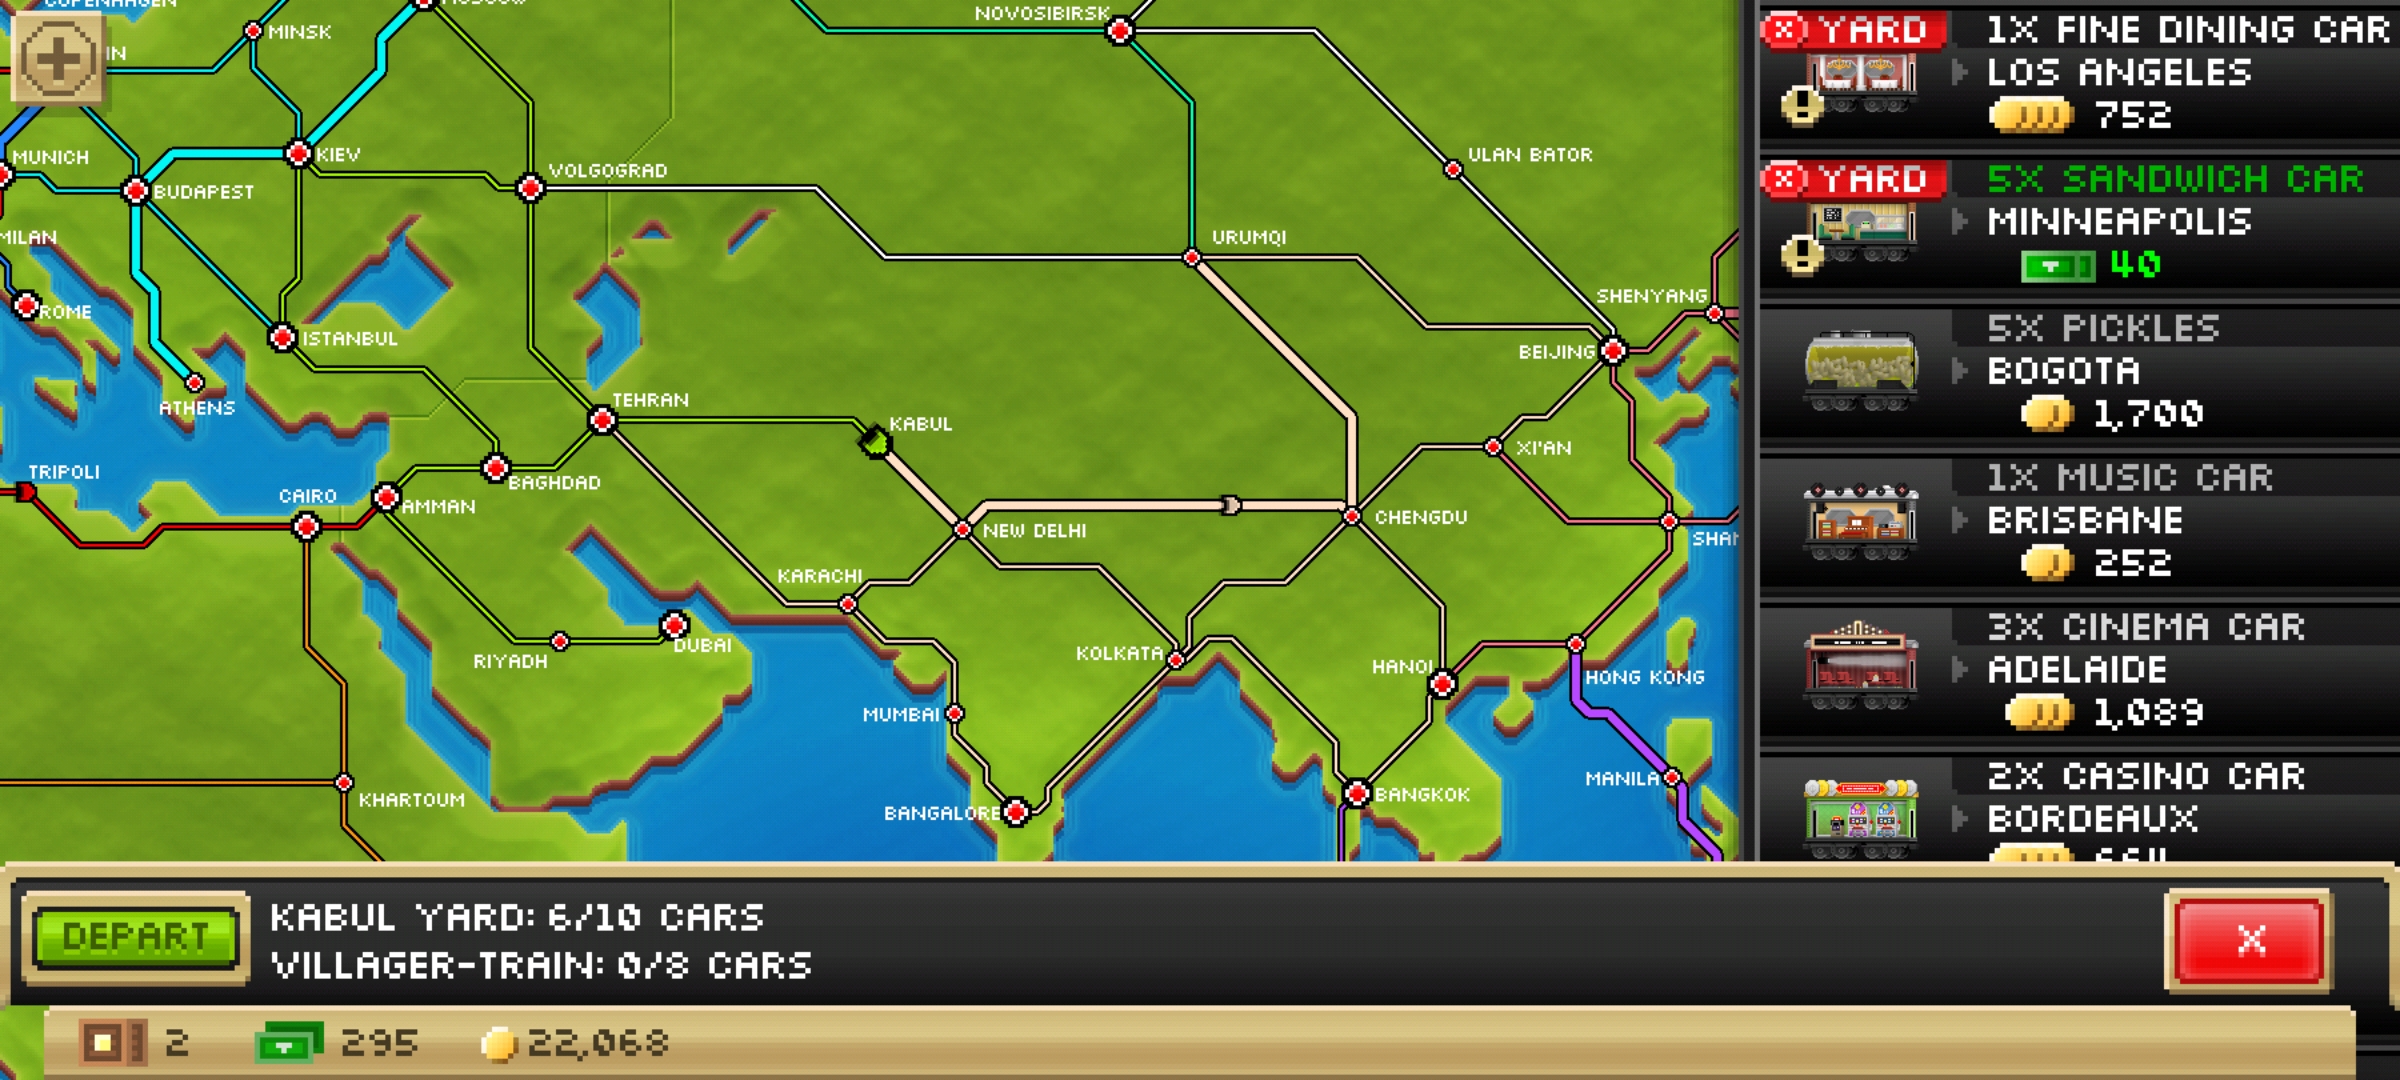 COPENHAGEN
MOSCOW
NOVOSIBIRSK
MINSK
IN
MUNICH
KIEV
VOLGOGRAD
ULAN BATOR
BUDAPEST
MILAN
URUMQI
SHENYANG
ROME
ISTANBUL
BEIJING
ATHENS
TEHRAN
KABUL
XI'AN
TRIPOLI
CAIRO
BAGHDAD
AMMAN
NEW DELHI
CHENGDU
SHAN
KARACHI
RIYADH
DUBAI
KOLKATA
HANOI
HONG KONG
MUMBAI
MANILA
KHARTOUM
BANGALORE
BANGKOK
YARD
1X FINE DINING CAR
LOS ANGELES
752
YARD
5X SANDWICH CAR
MINNEAPOLIS
40
5X PICKLES
BOGOTA
1,700
1X MUSIC CAR
BRISBANE
252
3X CINEMA CAR
ADELAIDE
1,089
2X CASINO CAR
BORDEAUX
DEPART
KABUL YARD: 6/10 CARS
VILLAGER-TRAIN: 0/8 CARS
X
2
295
22,068